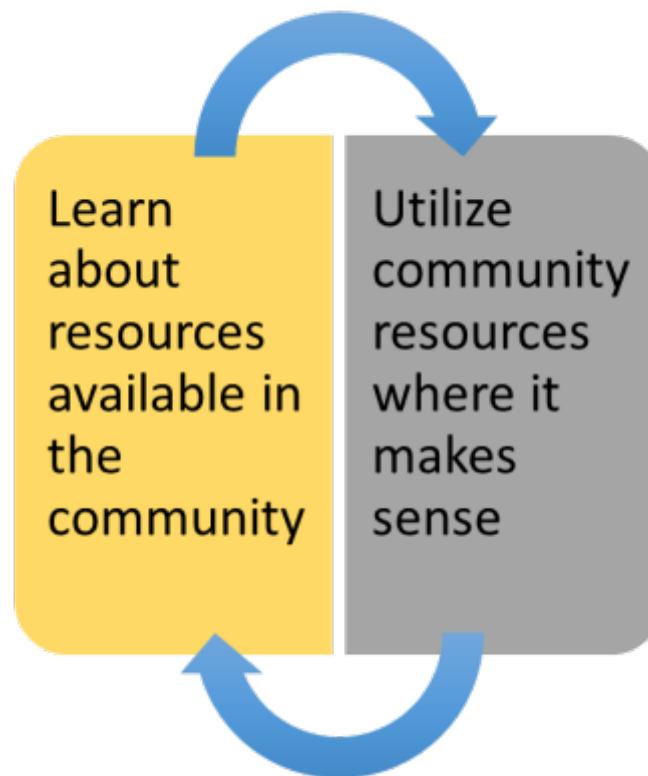 Learn
about
resources
available in
the
community
Utilize
community
resources
where it
makes
sense